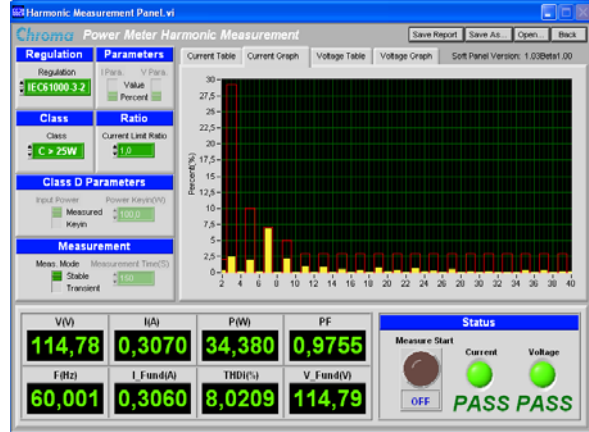 Harmonic Measurement Panel.vi
Chroma Power Meter Harmonic Measurement
Save Report Save As... Open... Back
Regulation Parameters
Current Table Current Graph Voltage Table Voltage Graph Soft Panel Version: 1.03Beta1.00
Regulation I Para. V Para.
IEC61000-3-2 Value
Percent
Class Ratio
Class Current Limit Ratio
C > 25W 1,0
Class D Parameters
Input Power Power Keyin(W)
Measured 100,0
Keyin
Measurement
Meas. Mode Measurement Time(S)
Stable 150
Transient
Percent(%)
30
27,5
25
22,5
20
17,5
15
12,5
10
7,5
5
2,5
0
2 4 6 8 10 12 14 16 18 20 22 24 26 28 30 32 34 36 38 40
V(V) I(A) P(W) PF
114,78 0,3070 34,380 0,9755
F(Hz) I_Fund(A) THDI(%) V_Fund(V)
60,001 0,3060 8,0209 114,79
Status
Measure Start Current Voltage
OFF PASS PASS